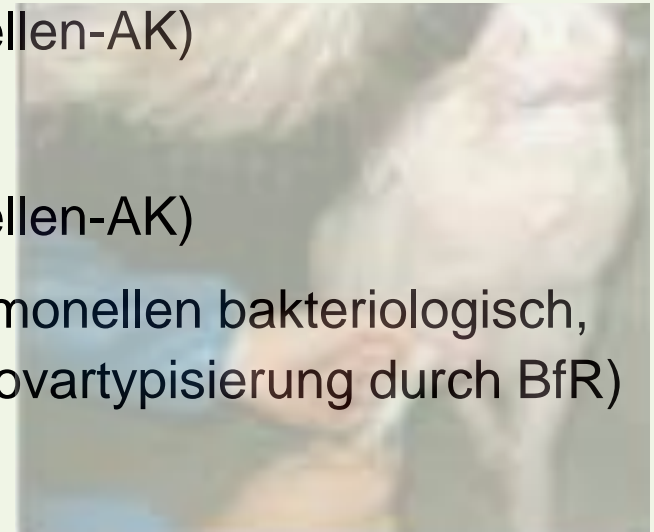 ellen-AK)
ellen-AK)
monellen bakteriologisch,
ovartypisierung durch BfR)